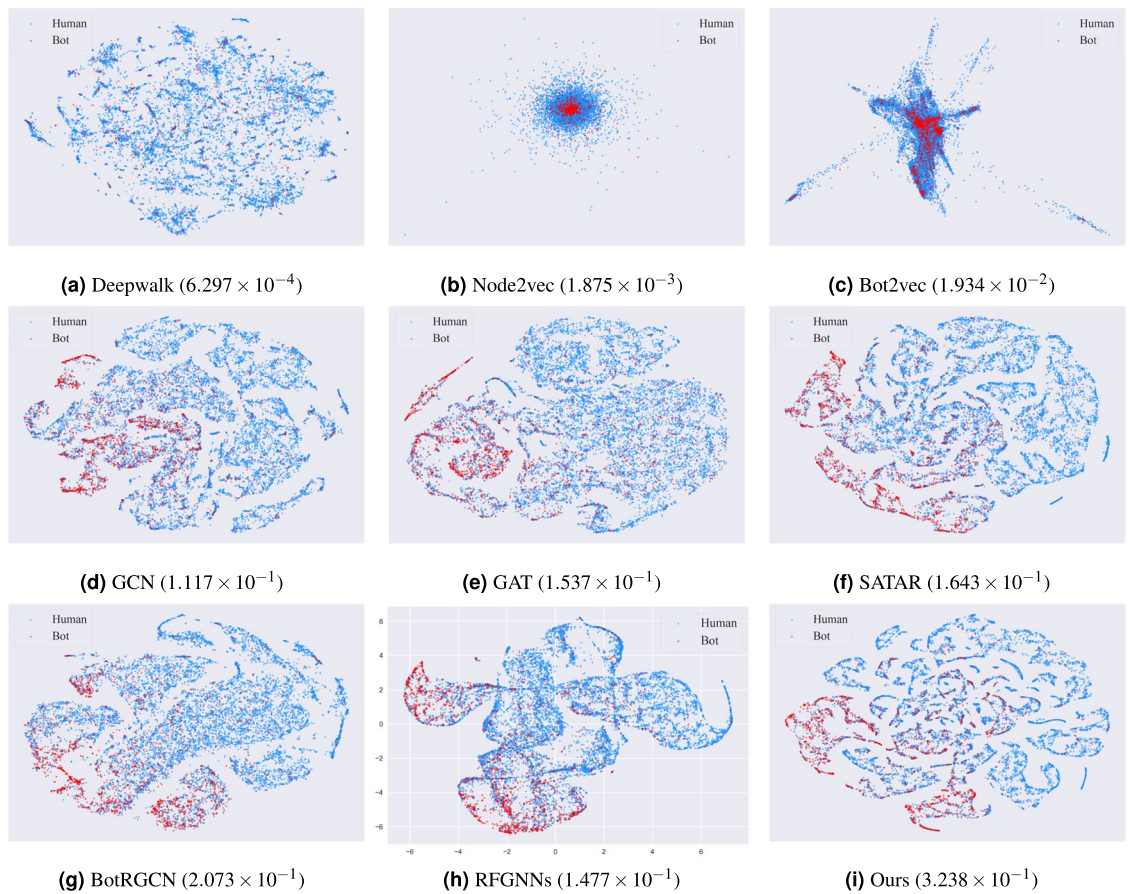 Human
Bot
Human
Bot
Human
Bot
(a) Deepwalk (6.297 × 10⁻⁴)
(b) Node2vec (1.875 × 10⁻³)
(c) Bot2vec (1.934 × 10⁻²)
Human
Bot
Human
Bot
Human
Bot
(d) GCN (1.117 × 10⁻¹)
(e) GAT (1.537 × 10⁻¹)
(f) SATAR (1.643 × 10⁻¹)
Human
Bot
Human
Bot
6
4
2
0
−2
−4
−6
−6
−4
−2
0
2
4
6
Human
Bot
(g) BotRGCN (2.073 × 10⁻¹)
(h) RFGNNs (1.477 × 10⁻¹)
(i) Ours (3.238 × 10⁻¹)